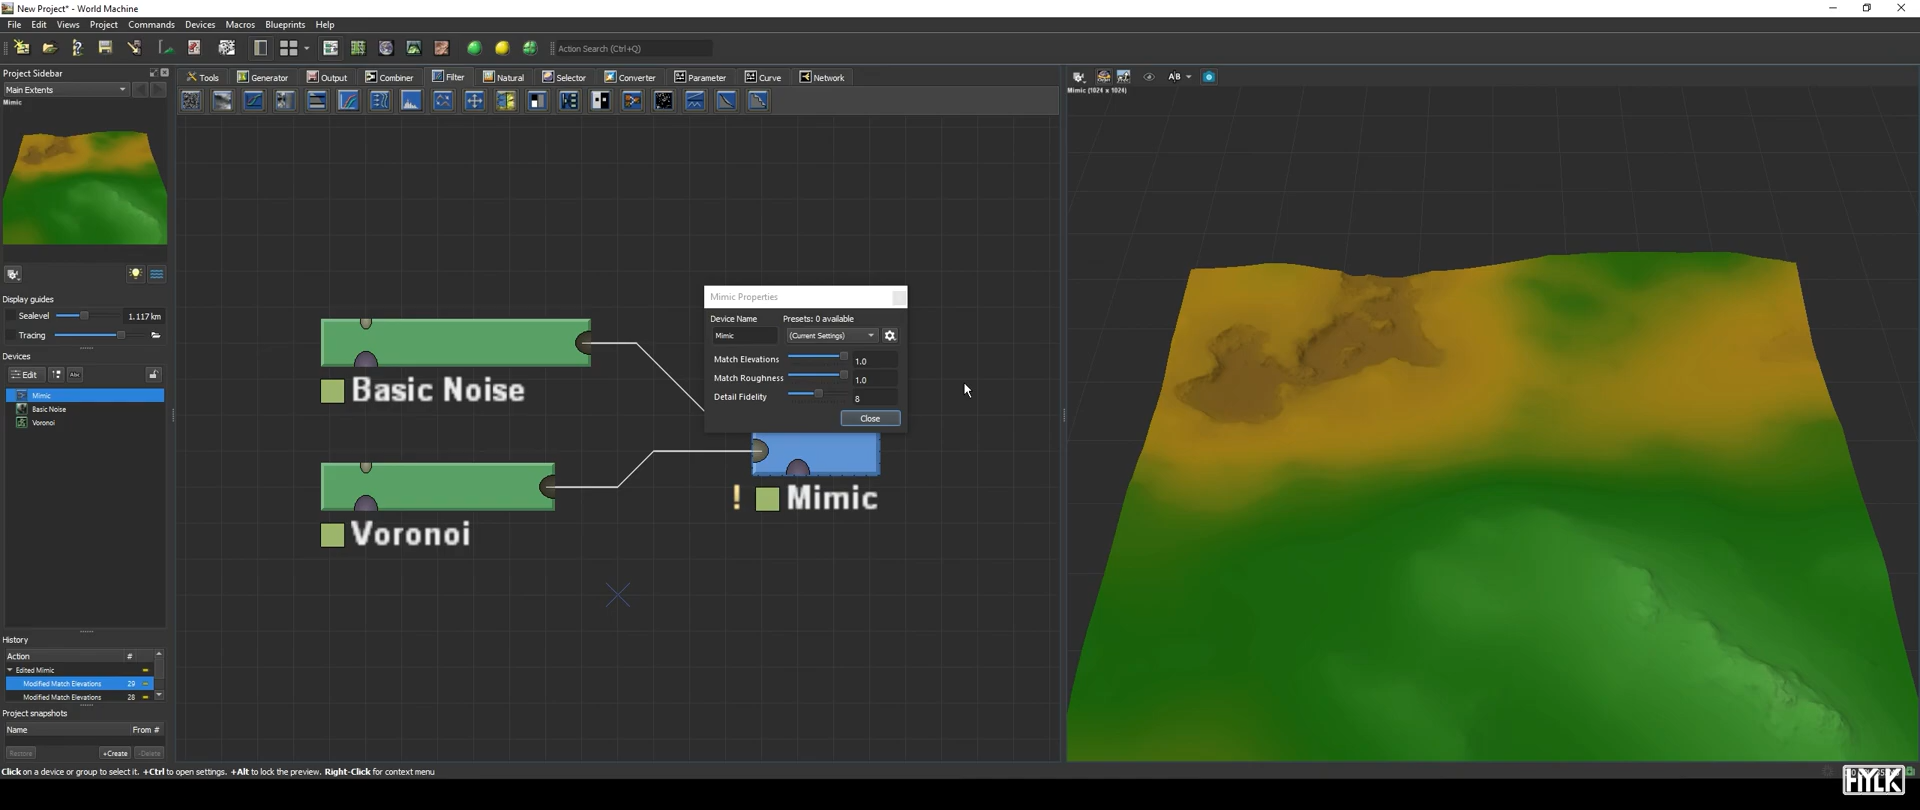 New Project* - World Machine
File Edit Views Project Commands Devices Macros Blueprints Help
Action Search (Ctrl+Q)
Project Sidebar
Main Extents
Mimic
Tools Generator Output Combiner Filter Natural Selector Converter Parameter Curve Network
A/B
Mimic (1024 x 1024)
Display guides
Sealevel 1.117 km
Tracing
Devices
Edit Abc
Mimic
Basic Noise
Voronoi
Basic Noise
Voronoi
! Mimic
Mimic Properties
Device Name Presets: 0 available
Mimic (Current Settings)
Match Elevations 1.0
Match Roughness 1.0
Detail Fidelity 8
Close
History
Action #
Edited Mimic
Modified Match Elevations 29
Modified Match Elevations 28
Project snapshots
Name From #
Restore +Create -Delete
Click on a device or group to select it. +Ctrl to open settings. +Alt to lock the preview. Right-Click for context menu